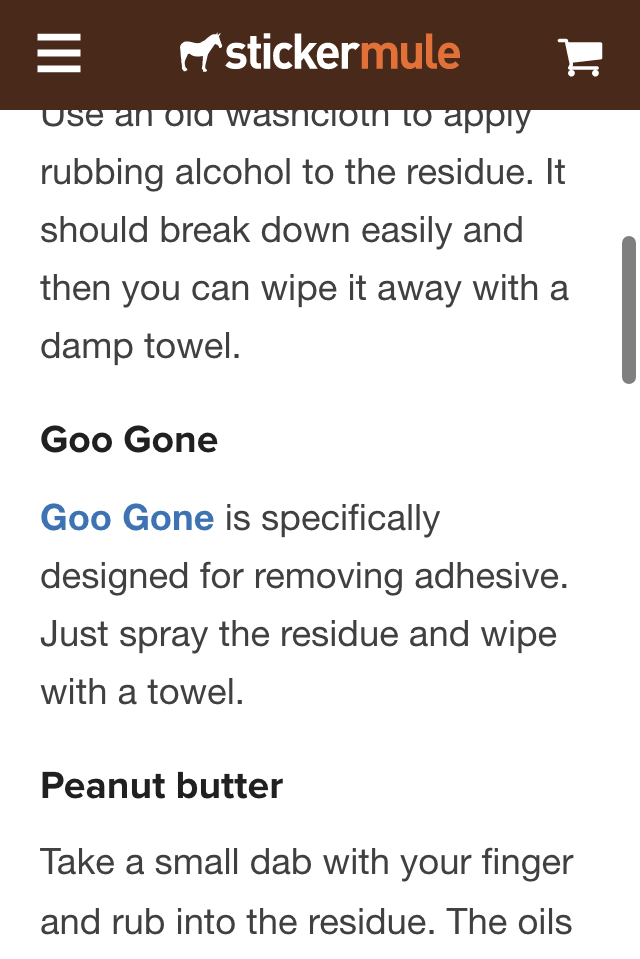 stickermule
Use an old washcloth to apply
rubbing alcohol to the residue. It
should break down easily and
then you can wipe it away with a
damp towel.
Goo Gone
Goo Gone is specifically
designed for removing adhesive.
Just spray the residue and wipe
with a towel.
Peanut butter
Take a small dab with your finger
and rub into the residue. The oils